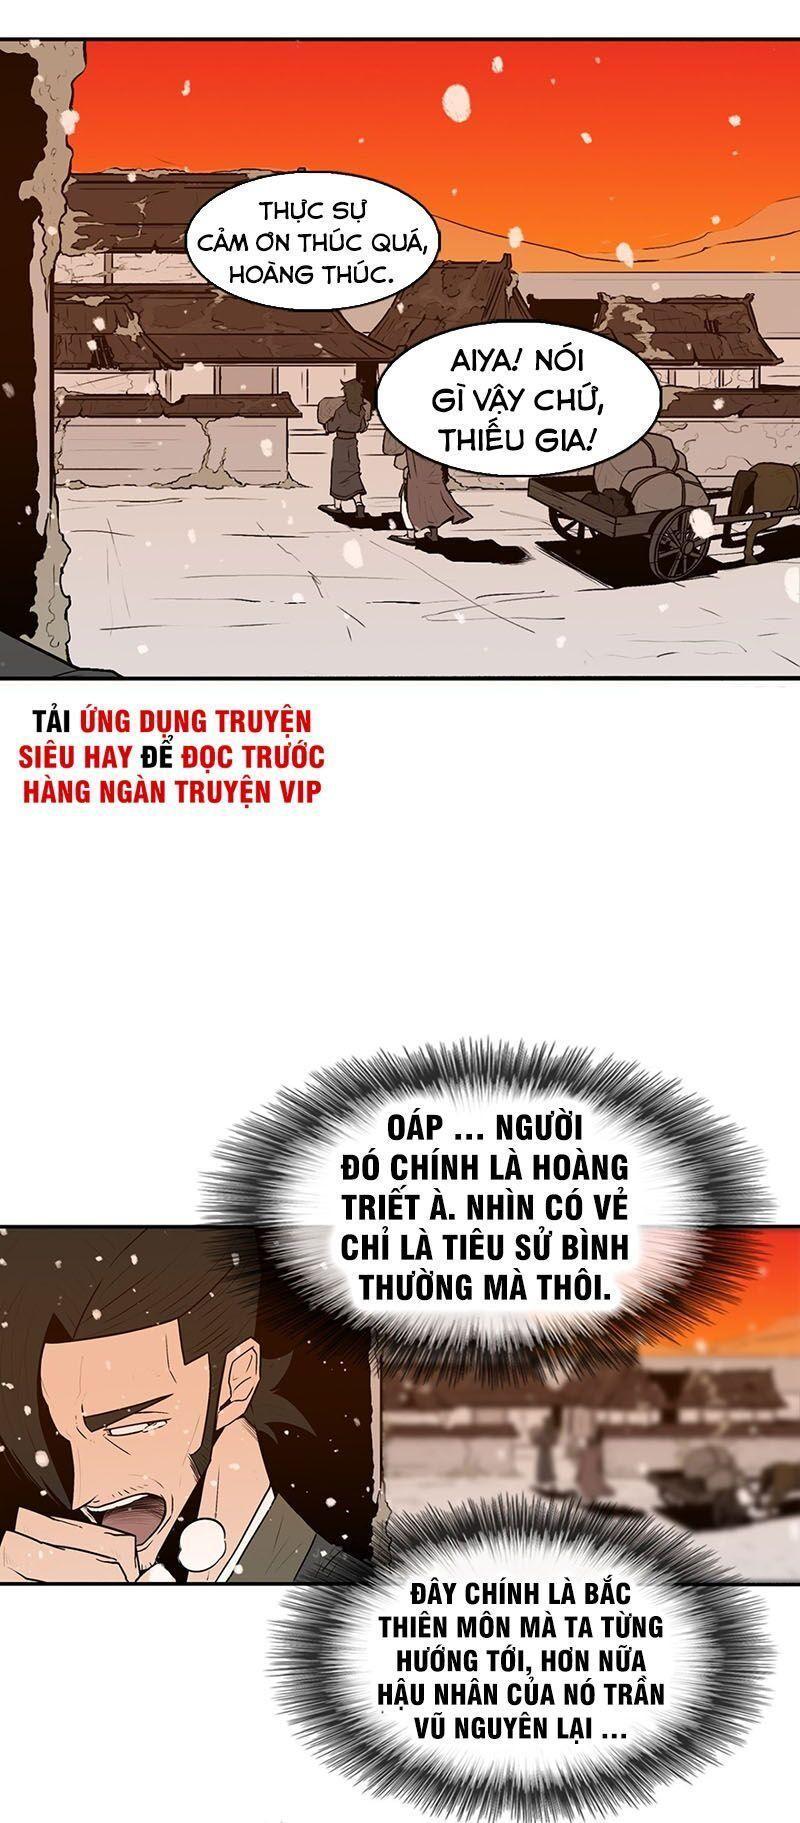 THỰC SỰ
CẢM ƠN THÚC QUÁ,
HOÀNG THÚC.
AIYA! NÓI
GÌ VẬY CHỨ,
THIẾU GIA!
TẢI ỨNG DỤNG TRUYỆN
SIÊU HAY ĐỂ ĐỌC TRƯỚC
HÀNG NGÀN TRUYỆN VIP
OÁP ... NGƯỜI
ĐÓ CHÍNH LÀ HOÀNG
TRIẾT À. NHÌN CÓ VẺ
CHỈ LÀ TIÊU SỬ BÌNH
THƯỜNG MÀ THÔI.
ĐÂY CHÍNH LÀ BẮC
THIÊN MÔN MÀ TA TỪNG
HƯỚNG TỚI, HƠN NỮA
HẬU NHÂN CỦA NÓ TRẦN
VŨ NGUYÊN LẠI ...